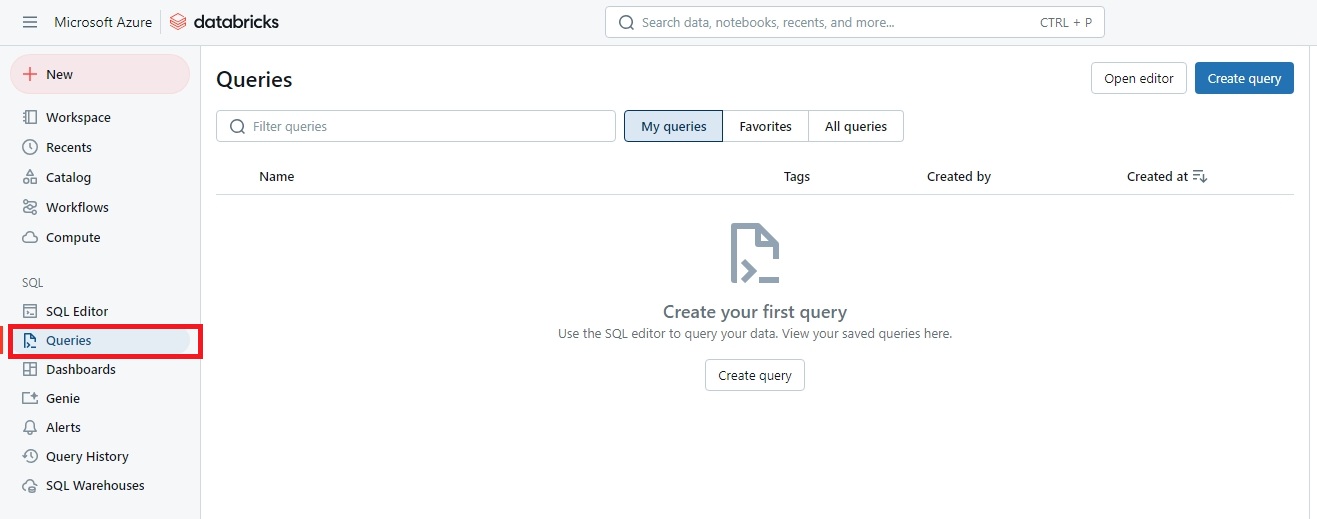 Microsoft Azure databricks
Search data, notebooks, recents, and more... CTRL + P
New
Workspace
Recents
Catalog
Workflows
Compute
SQL
SQL Editor
Queries
Dashboards
Genie
Alerts
Query History
SQL Warehouses
Queries
Open editor
Create query
Filter queries
My queries
Favorites
All queries
Name Tags Created by Created at
Create your first query
Use the SQL editor to query your data. View your saved queries here.
Create query